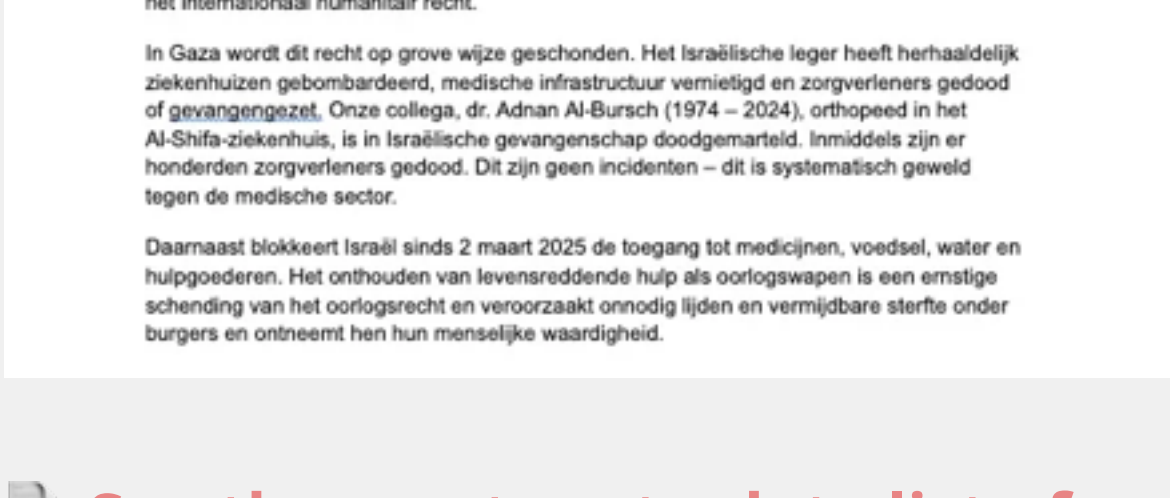 het internationaal humanitair recht.
In Gaza wordt dit recht op grove wijze geschonden. Het Israëlische leger heeft herhaaldelijk
ziekenhuizen gebombardeerd, medische infrastructuur vernietigd en zorgverleners gedood
of gevangengezet. Onze collega, dr. Adnan Al-Bursch (1974 – 2024), orthopeed in het
Al-Shifa-ziekenhuis, is in Israëlische gevangenschap doodgemarteld. Inmiddels zijn er
honderden zorgverleners gedood. Dit zijn geen incidenten – dit is systematisch geweld
tegen de medische sector.
Daarnaast blokkeert Israël sinds 2 maart 2025 de toegang tot medicijnen, voedsel, water en
hulpgoederen. Het onthouden van levensreddende hulp als oorlogswapen is een ernstige
schending van het oorlogsrecht en veroorzaakt onnodig lijden en vermijdbare sterfte onder
burgers en ontneemt hen hun menselijke waardigheid.